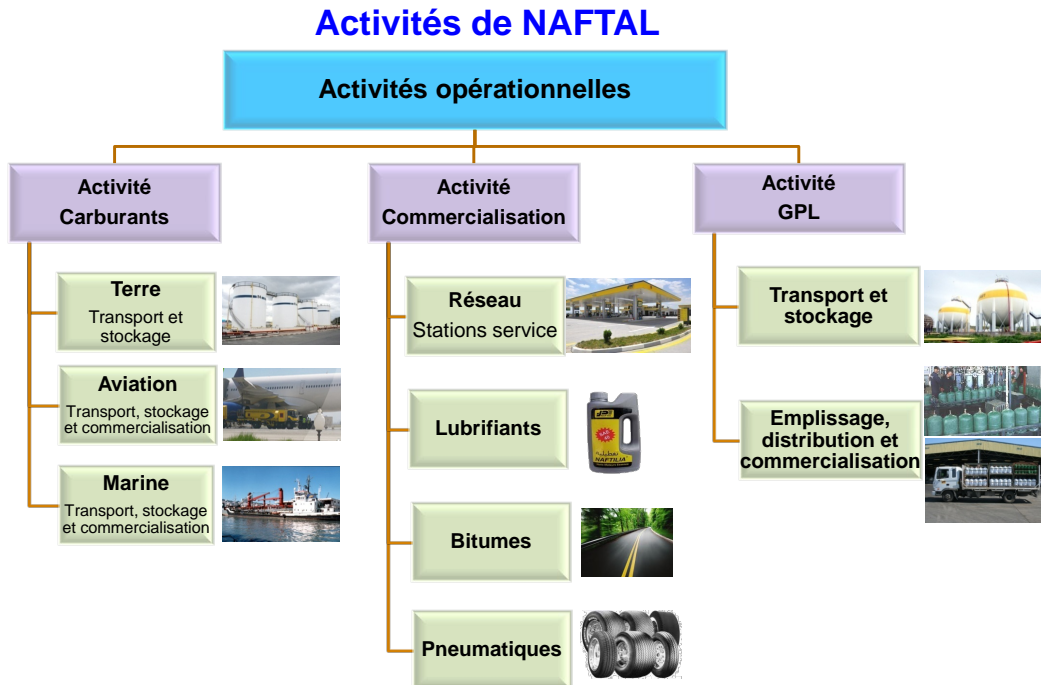 Activités de NAFTAL
Activités opérationnelles
Activité
Carburants
Terre
Transport et
stockage
Aviation
Transport, stockage
et commercialisation
Marine
Transport, stockage
et commercialisation
Activité
Commercialisation
Réseau
Stations service
Lubrifiants
NAFTILIA
Bitumes
Pneumatiques
Activité
GPL
Transport et
stockage
Emplissage,
distribution et
commercialisation